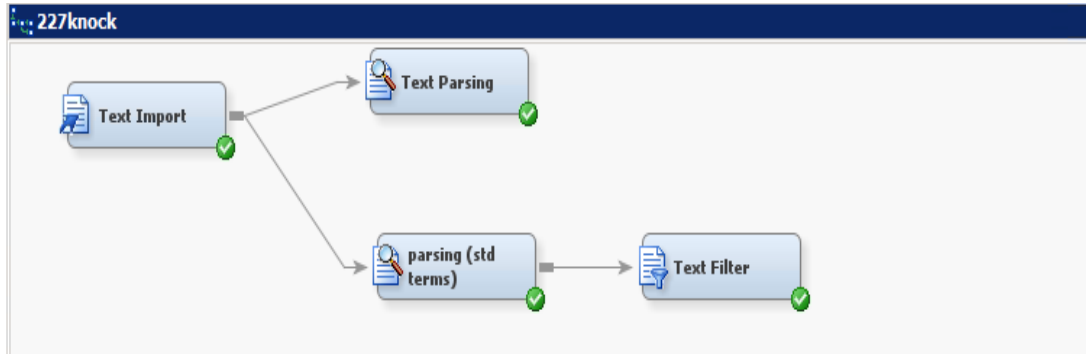 227knock
Text Import
Text Parsing
parsing (std
terms)
Text Filter